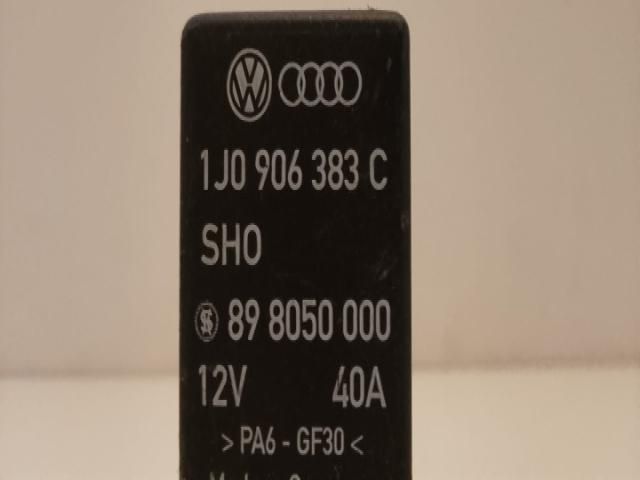 1J0 906 383 C
SHO
89 8050 000
12V 40A
> PA6 - GF30 <